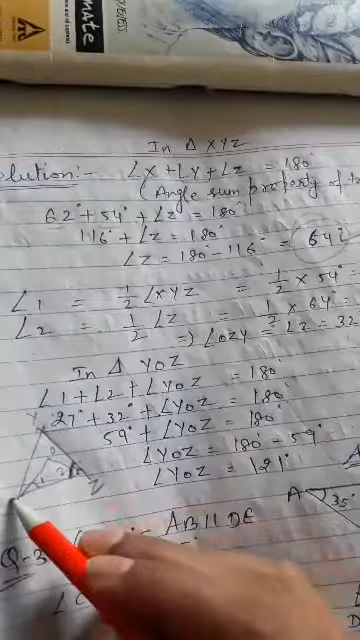 mate
In Δ XYZ
Solution:- ∠X + ∠Y + ∠Z = 180°
(Angle sum property of
62° + 54° + ∠Z = 180°
116° + ∠Z = 180°
∠Z = 180° - 116° = 64°
∠1 = 1/2 ∠XYZ = 1/2 × 54°
∠2 = 1/2 ∠Z = 1/2 × 64° =
=) ∠OZY = ∠2 = 32
In Δ YOZ
∠1 + ∠2 + ∠YOZ = 180°
27° + 32° + ∠YOZ = 180°
59° + ∠YOZ = 180°
∠YOZ = 180° - 59°
∠YOZ = 121°
X
O
1 2
Z
A
A 35°
Q-3 AB || DE
∠
D